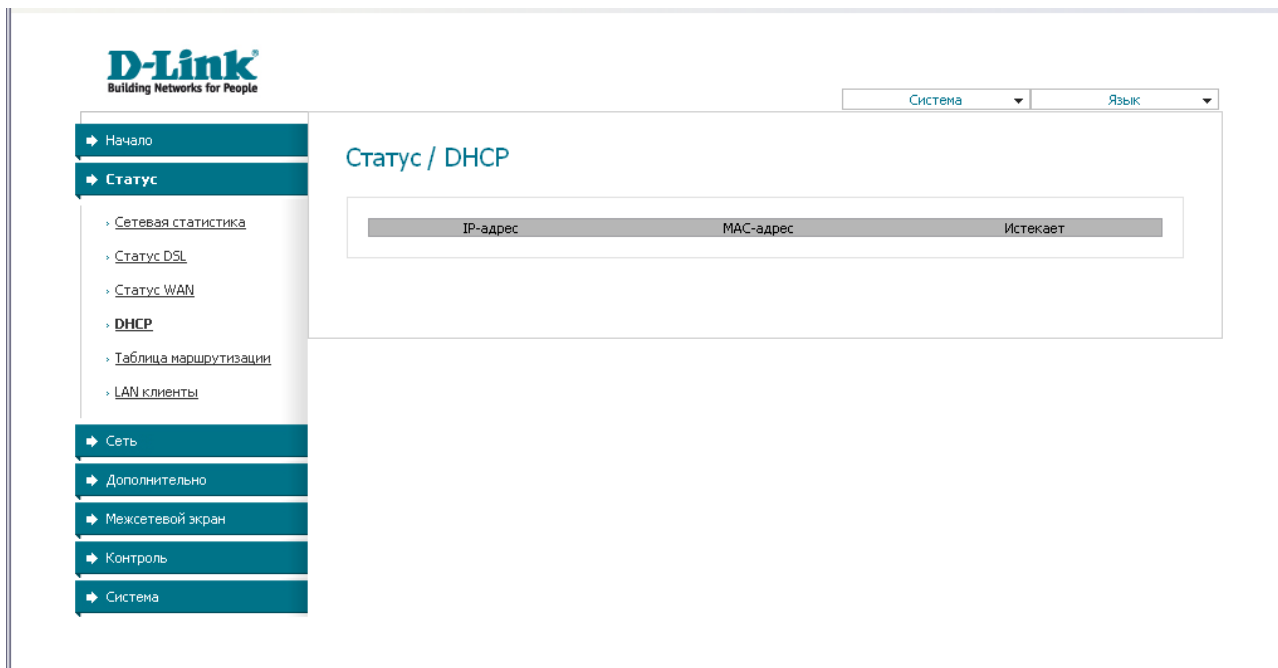 D-Link
Building Networks for People
Система
Язык
Начало
Статус
Сетевая статистика
Статус DSL
Статус WAN
DHCP
Таблица маршрутизации
LAN клиенты
Сеть
Дополнительно
Межсетевой экран
Контроль
Система
Статус / DHCP
IP-адрес MAC-адрес Истекает